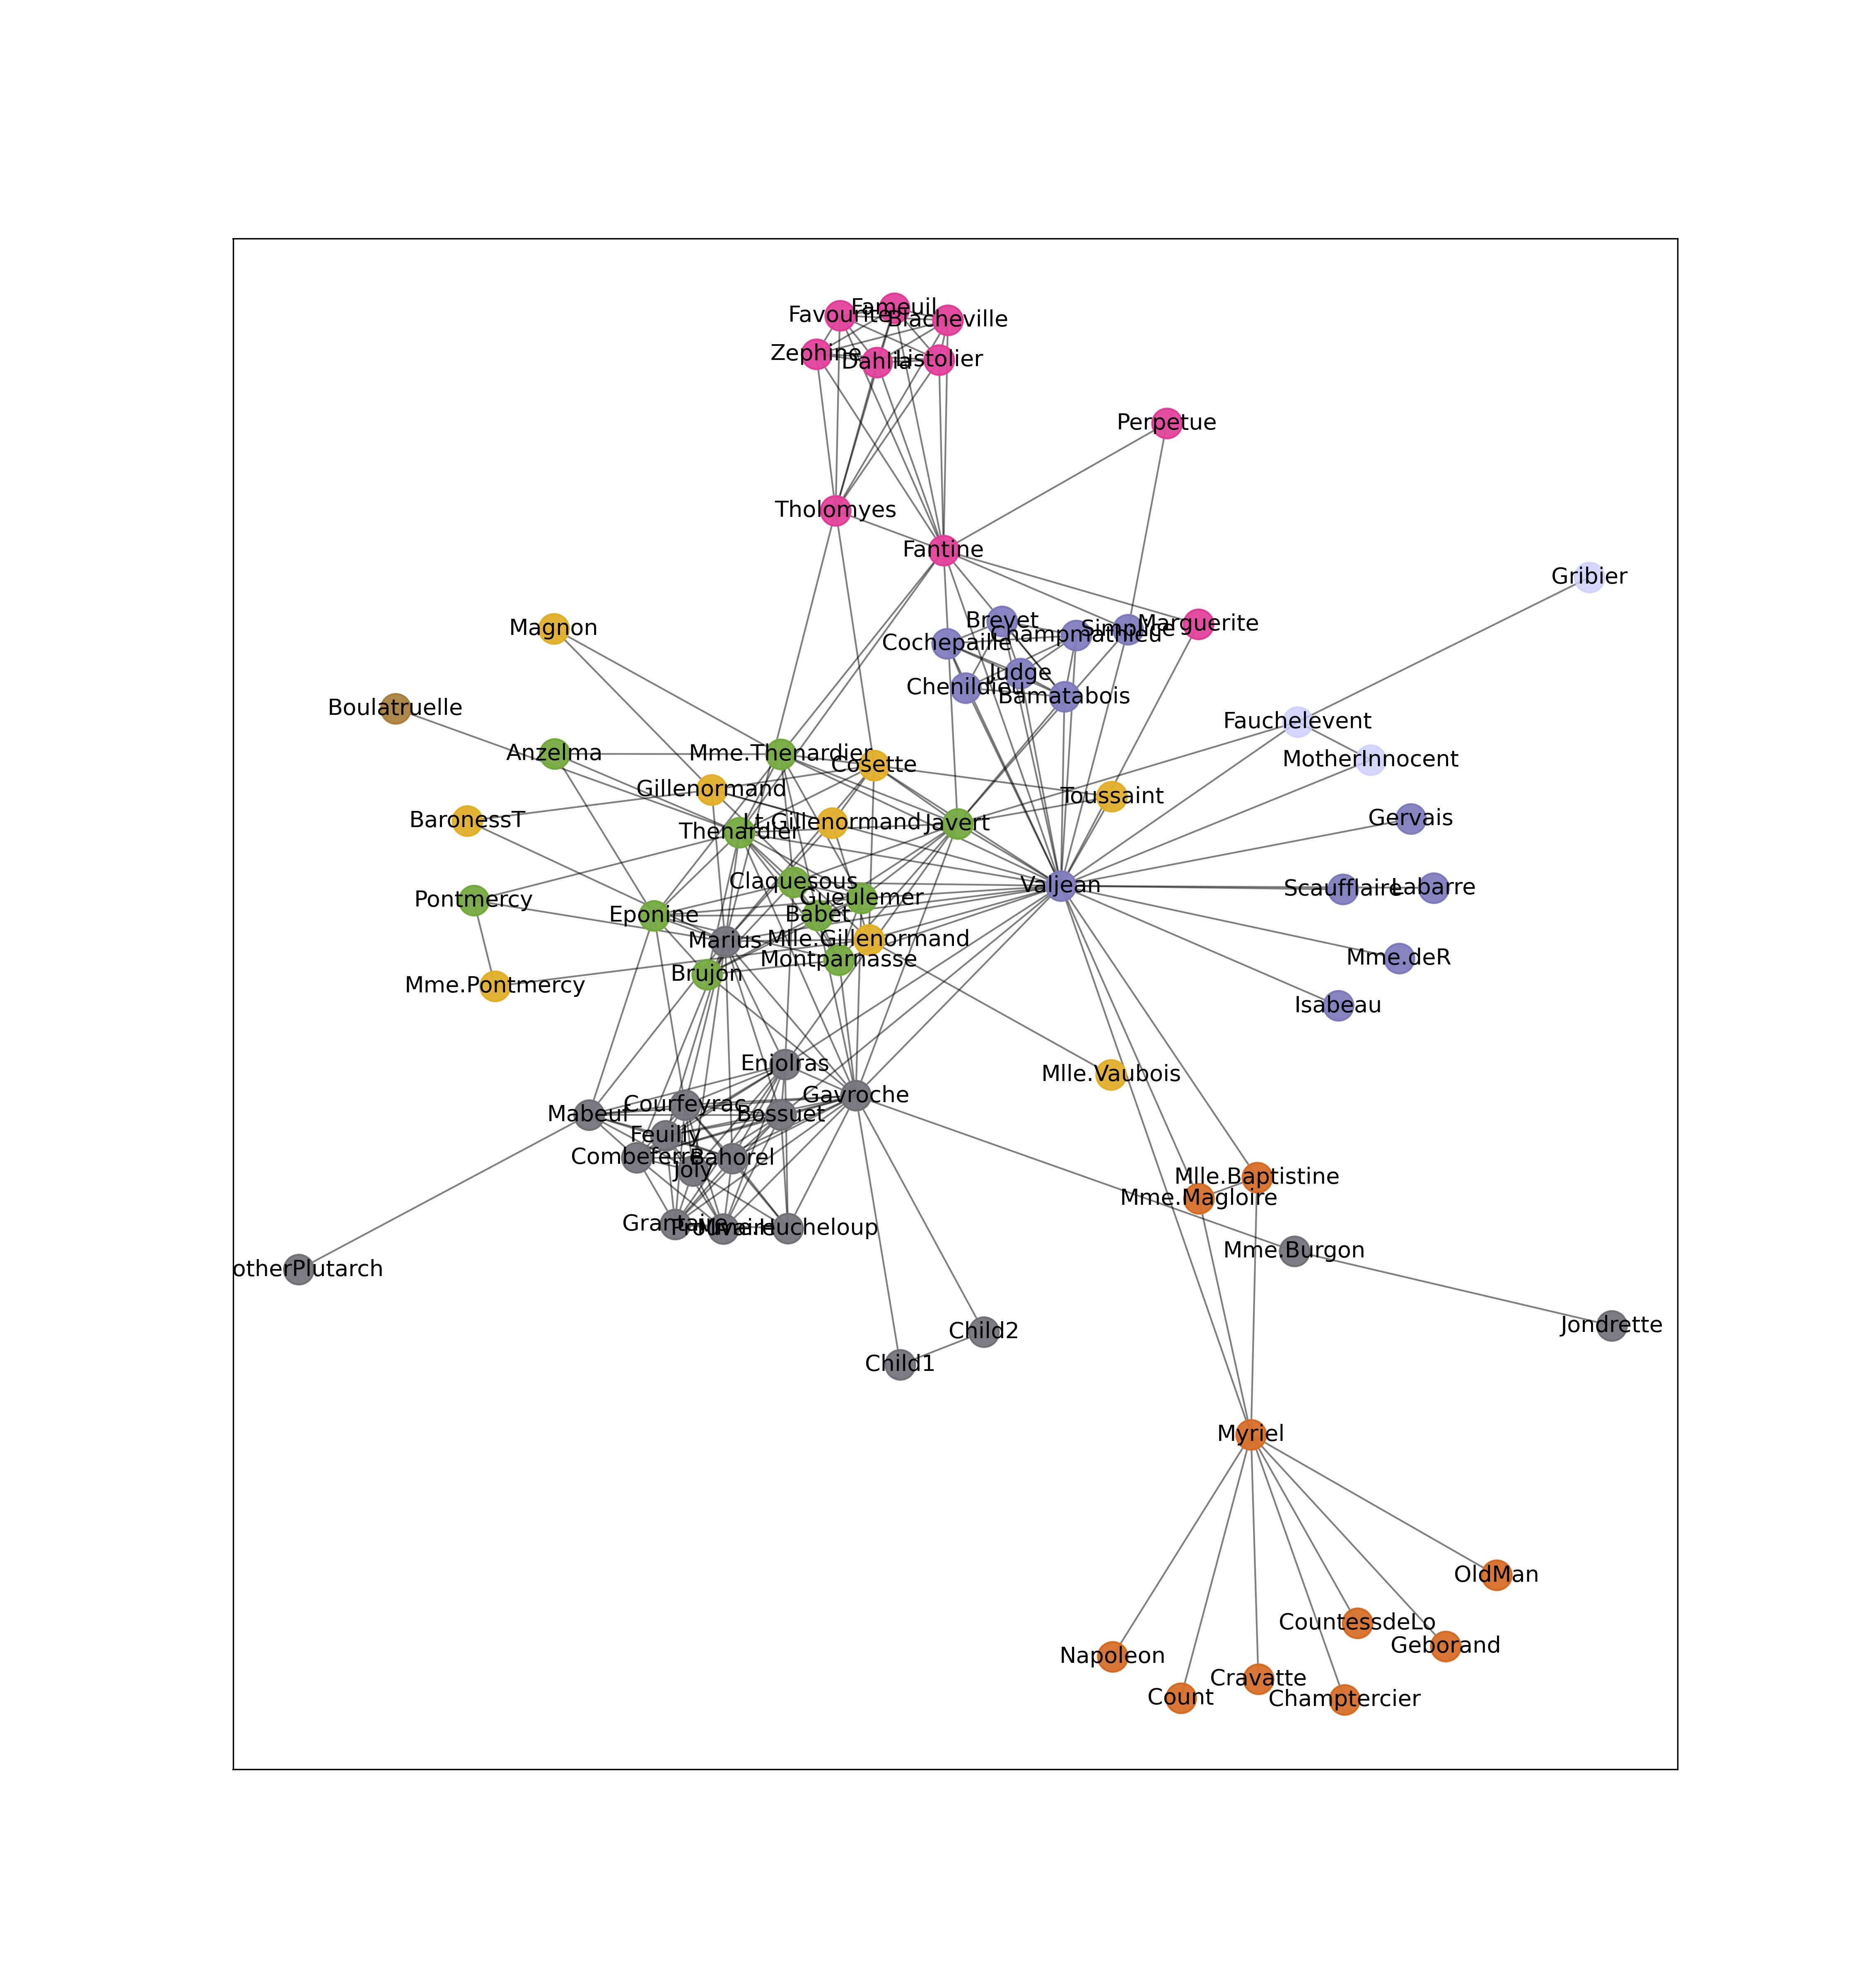 Fameuil
Favourite
Blacheville
Zephine
Dahlia
Listolier
Perpetue
Tholomyes
Fantine
Gribier
Brevet
Marguerite
Magnon
Simplice
Champmathieu
Cochepaille
Judge
Chenildieu
Bamatabois
Boulatruelle
Fauchelevent
Anzelma
Mme.Thenardier
MotherInnocent
Cosette
Gillenormand
Toussaint
BaronessT
Lt.Gillenormand
Javert
Gervais
Thenardier
Claquesous
Valjean
Scaufflaire
Labarre
Pontmercy
Gueulemer
Eponine
Babet
Marius
Mlle.Gillenormand
Mme.deR
Montparnasse
Brujon
Mme.Pontmercy
Isabeau
Enjolras
Mlle.Vaubois
Gavroche
Courfeyrac
Mabeuf
Bossuet
Feuilly
Combeferre
Bahorel
Joly
Mlle.Baptistine
Mme.Magloire
Grantaire
Prouvaire
Mme.Hucheloup
Mme.Burgon
otherPlutarch
Jondrette
Child2
Child1
Myriel
OldMan
CountessdeLo
Geborand
Napoleon
Cravatte
Count
Champtercier